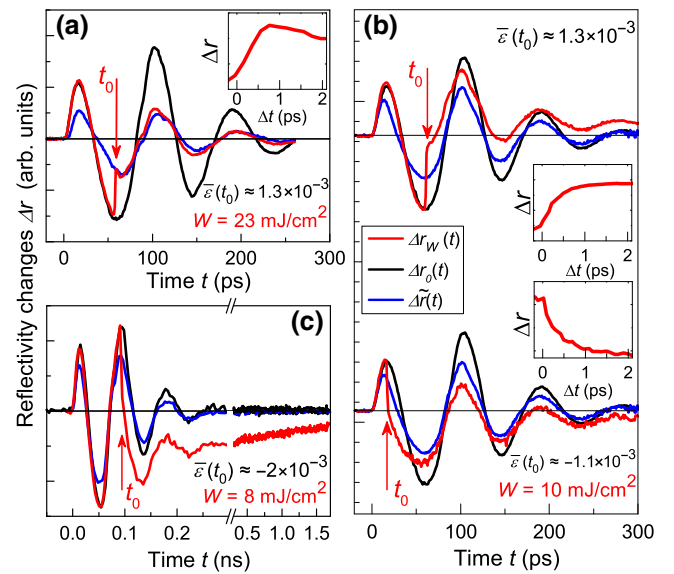 Reflectivity changes Δr (arb. units)
(a)
t₀
Δr
0 1 2
Δt (ps)
ε̅ (t₀) ≈ 1.3×10⁻³
W = 23 mJ/cm²
0 100 200 300
Time t (ps)
(b)
ε̅ (t₀) ≈ 1.3×10⁻³
t₀
Δr
0 1 2
Δt (ps)
Δr_W (t)
Δr₀(t)
Δr̃(t)
Δr
0 1 2
Δt (ps)
t₀
ε̅ (t₀) ≈ -1.1×10⁻³
W = 10 mJ/cm²
0 100 200 300
Time t (ps)
(c)
t₀
ε̅ (t₀) ≈ -2×10⁻³
W = 8 mJ/cm²
0.0 0.1 0.2 0.5 1.0 1.5
Time t (ns)